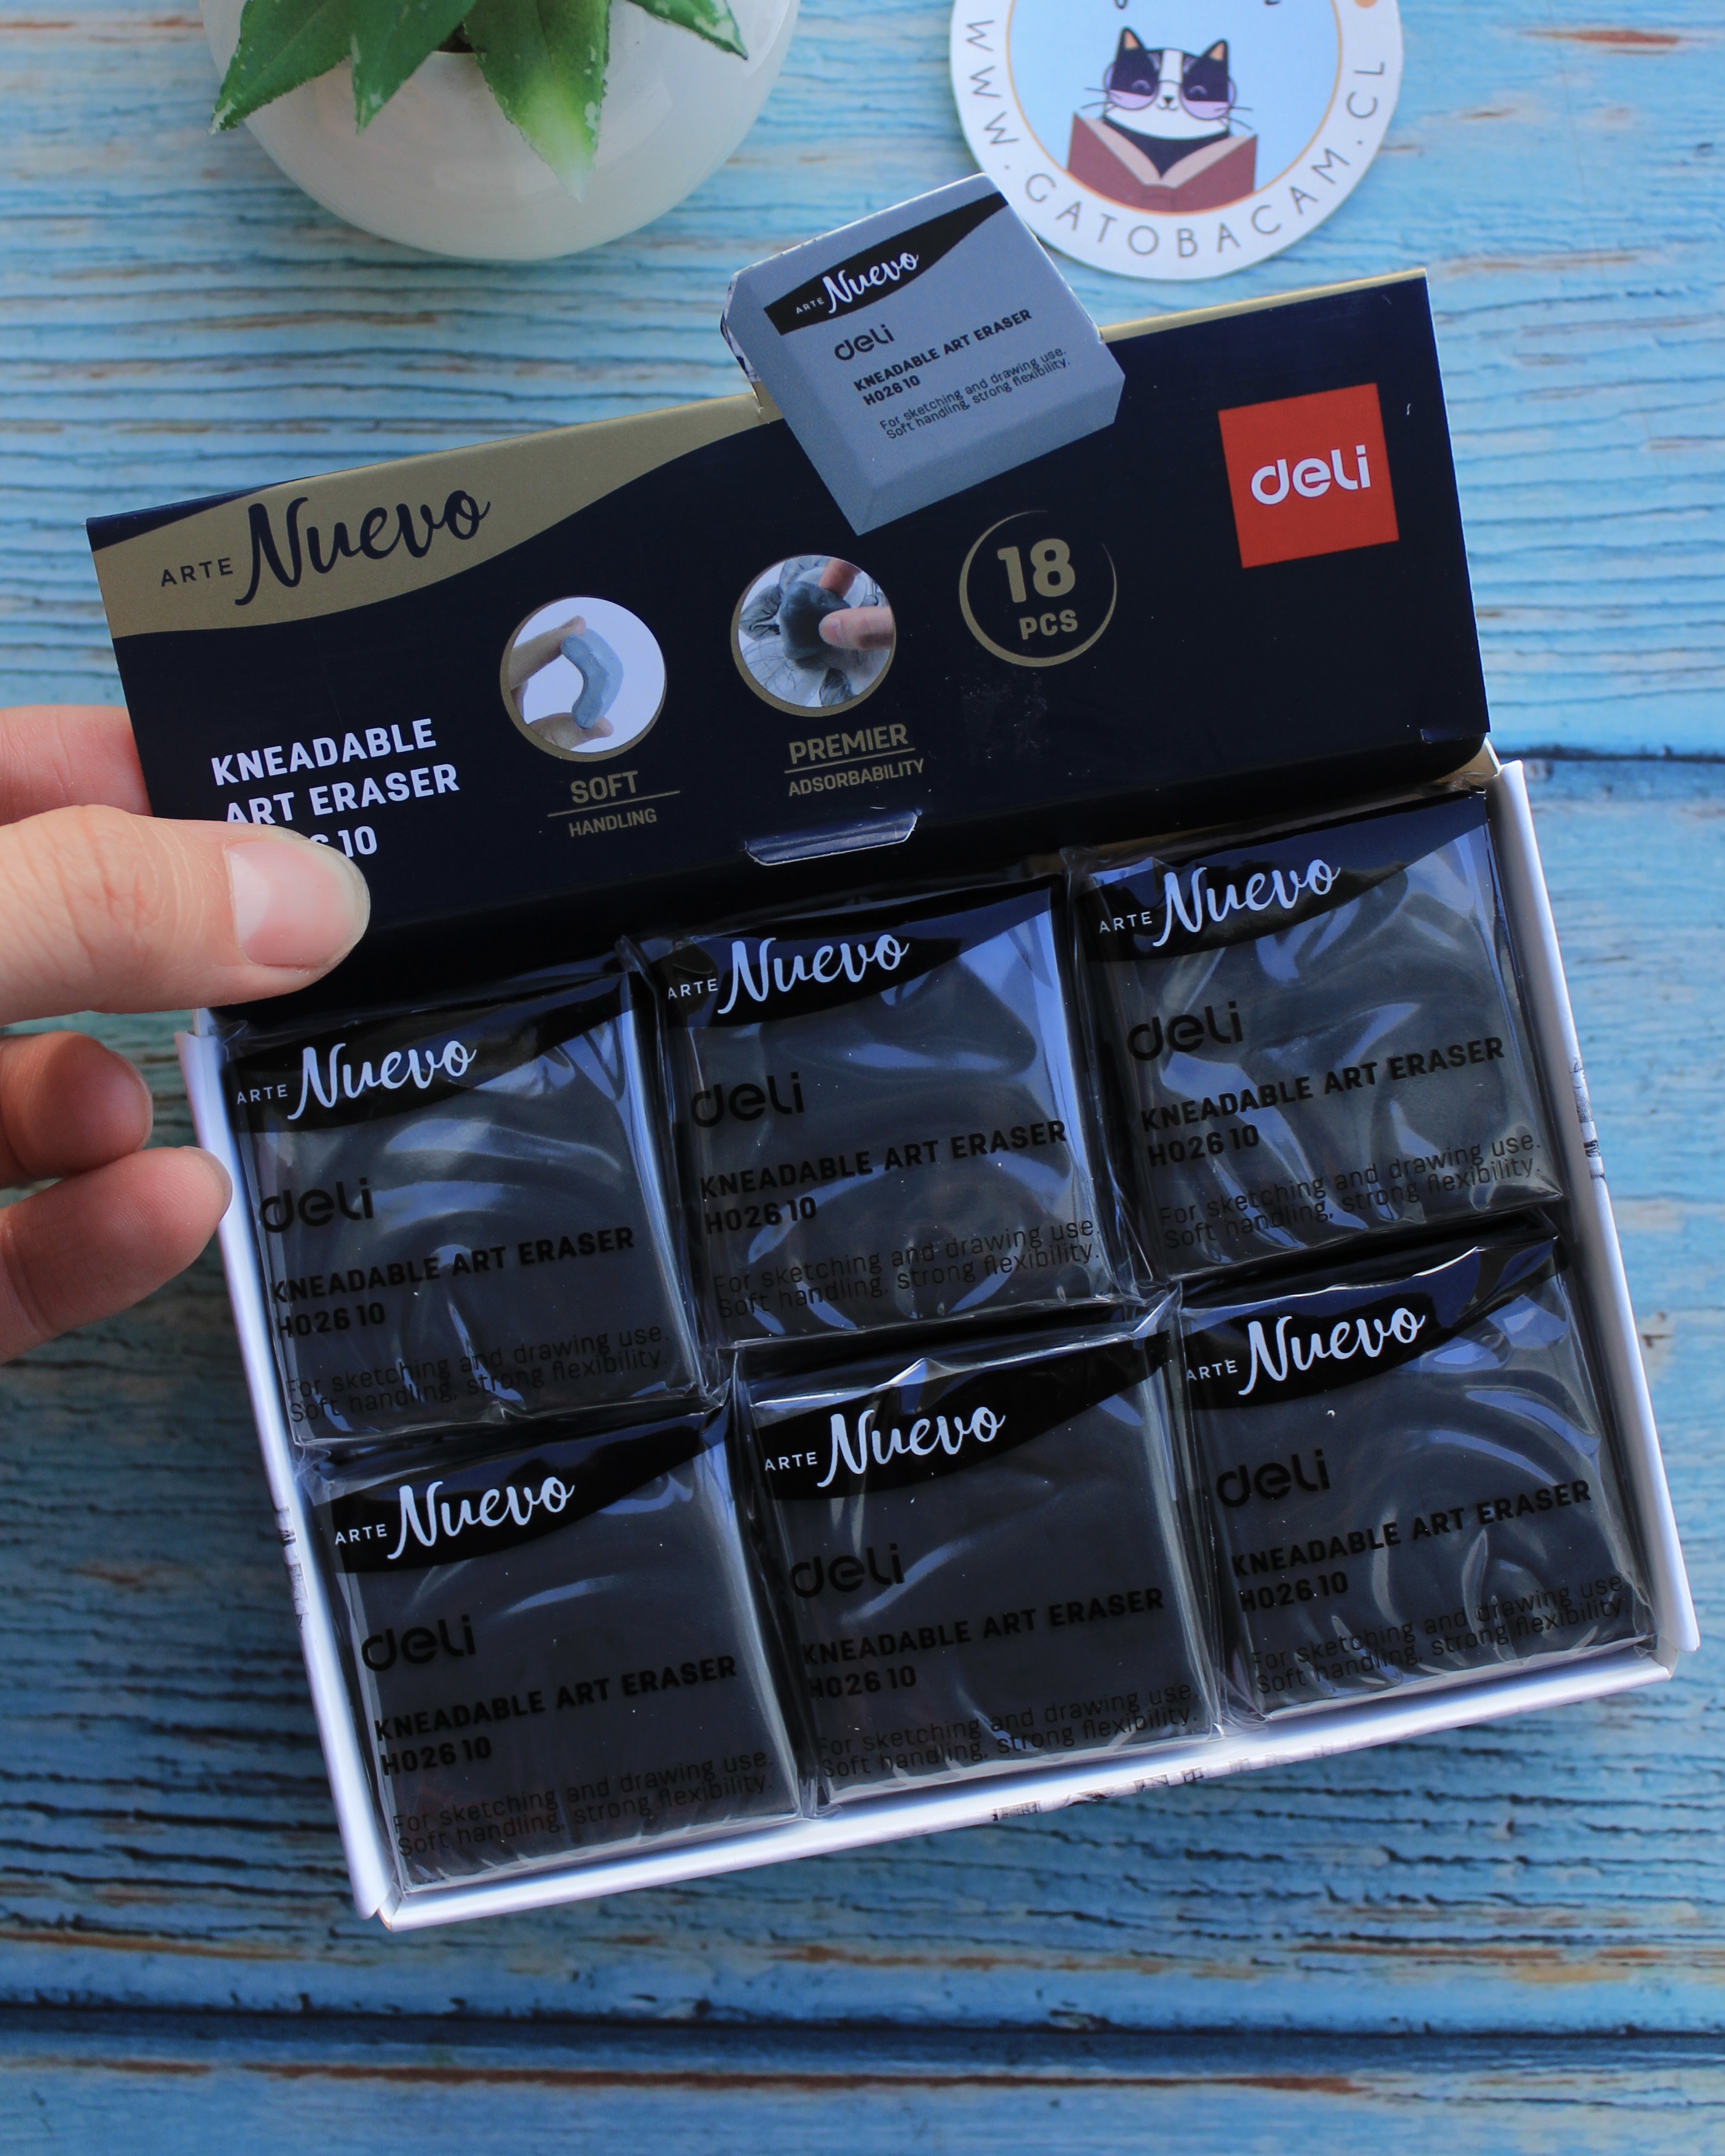 WWW.GATOBACAM.CL
ARTE Nuevo
deli
KNEADABLE ART ERASER
H02610
For sketching and drawing use.
Soft handling, strong flexibility.
ARTE Nuevo
deli
18
PCS
SOFT
HANDLING
PREMIER
ADSORBABILITY
KNEADABLE
ART ERASER
10
ARTE Nuevo
deli
KNEADABLE ART ERASER
H02610
For sketching and drawing use.
Soft handling, strong flexibility.
ARTE Nuevo
deli
KNEADABLE ART ERASER
H02610
For sketching and drawing use.
Soft handling, strong flexibility.
ARTE Nuevo
deli
KNEADABLE ART ERASER
H02610
For sketching and drawing use.
Soft handling, strong flexibility.
ARTE Nuevo
deli
KNEADABLE ART ERASER
H02610
For sketching and drawing use.
Soft handling, strong flexibility.
ARTE Nuevo
deli
KNEADABLE ART ERASER
H02610
For sketching and drawing use.
Soft handling, strong flexibility.
ARTE Nuevo
deli
KNEADABLE ART ERASER
H02610
For sketching and drawing use.
Soft handling, strong flexibility.